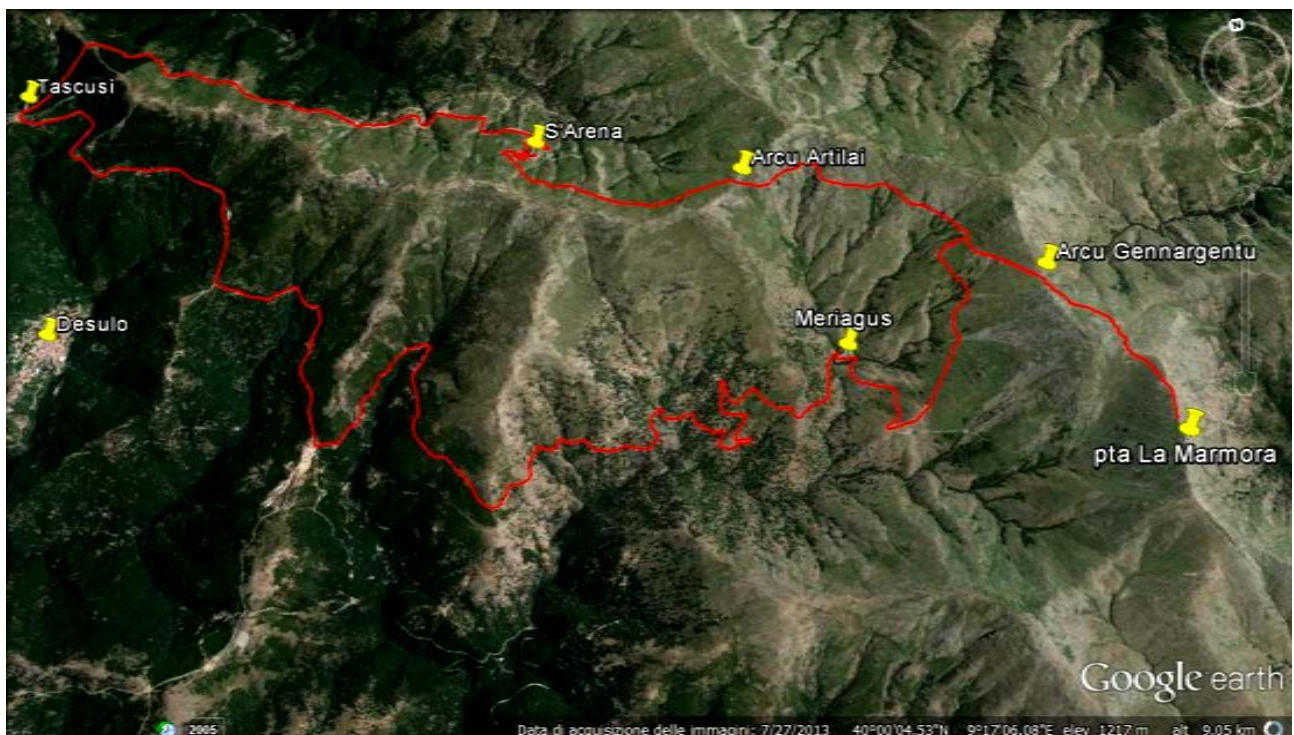 Tascusi
S'Arena
Arcu Artilai
Arcu Gennargentu
Meriagus
Desulo
pta La Marmora
Google earth
2005
Data di acquisizione delle immagini: 7/27/2013 40°00'04.53"N 9°17'06.08"E elev 1217 m alt 9.05 km